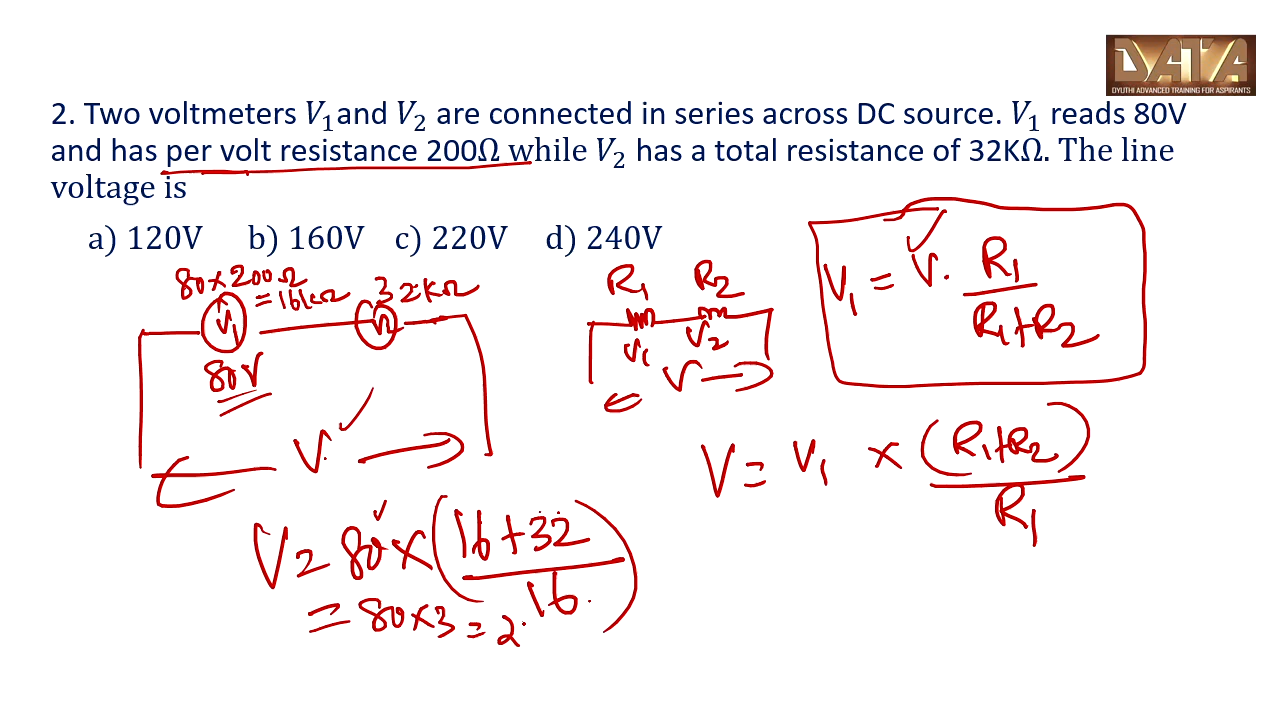 DATA
DYUTHI ADVANCED TRAINING FOR ASPIRANTS
2. Two voltmeters V₁and V₂ are connected in series across DC source. V₁ reads 80V
and has per volt resistance 200Ω while V₂ has a total resistance of 32KΩ. The line
voltage is
a) 120V b) 160V c) 220V d) 240V
80×200Ω
= 16kΩ
32KΩ
V₁
V₂
80V
V
R₁ R₂
V₁ V₂
V
V₁ = V. R₁
R₁+R₂
V = V₁ × (R₁+R₂)
R₁
V = 80 × (16+32)
16
= 80×3 = 2